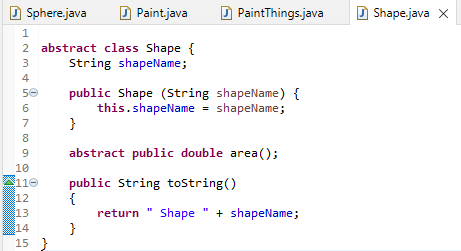 Sphere.java Paint.java PaintThings.java Shape.java
1
2 abstract class Shape {
3 String shapeName;
4
5 public Shape (String shapeName) {
6 this.shapeName = shapeName;
7 }
8
9 abstract public double area();
10
11 public String toString()
12 {
13 return " Shape " + shapeName;
14 }
15 }